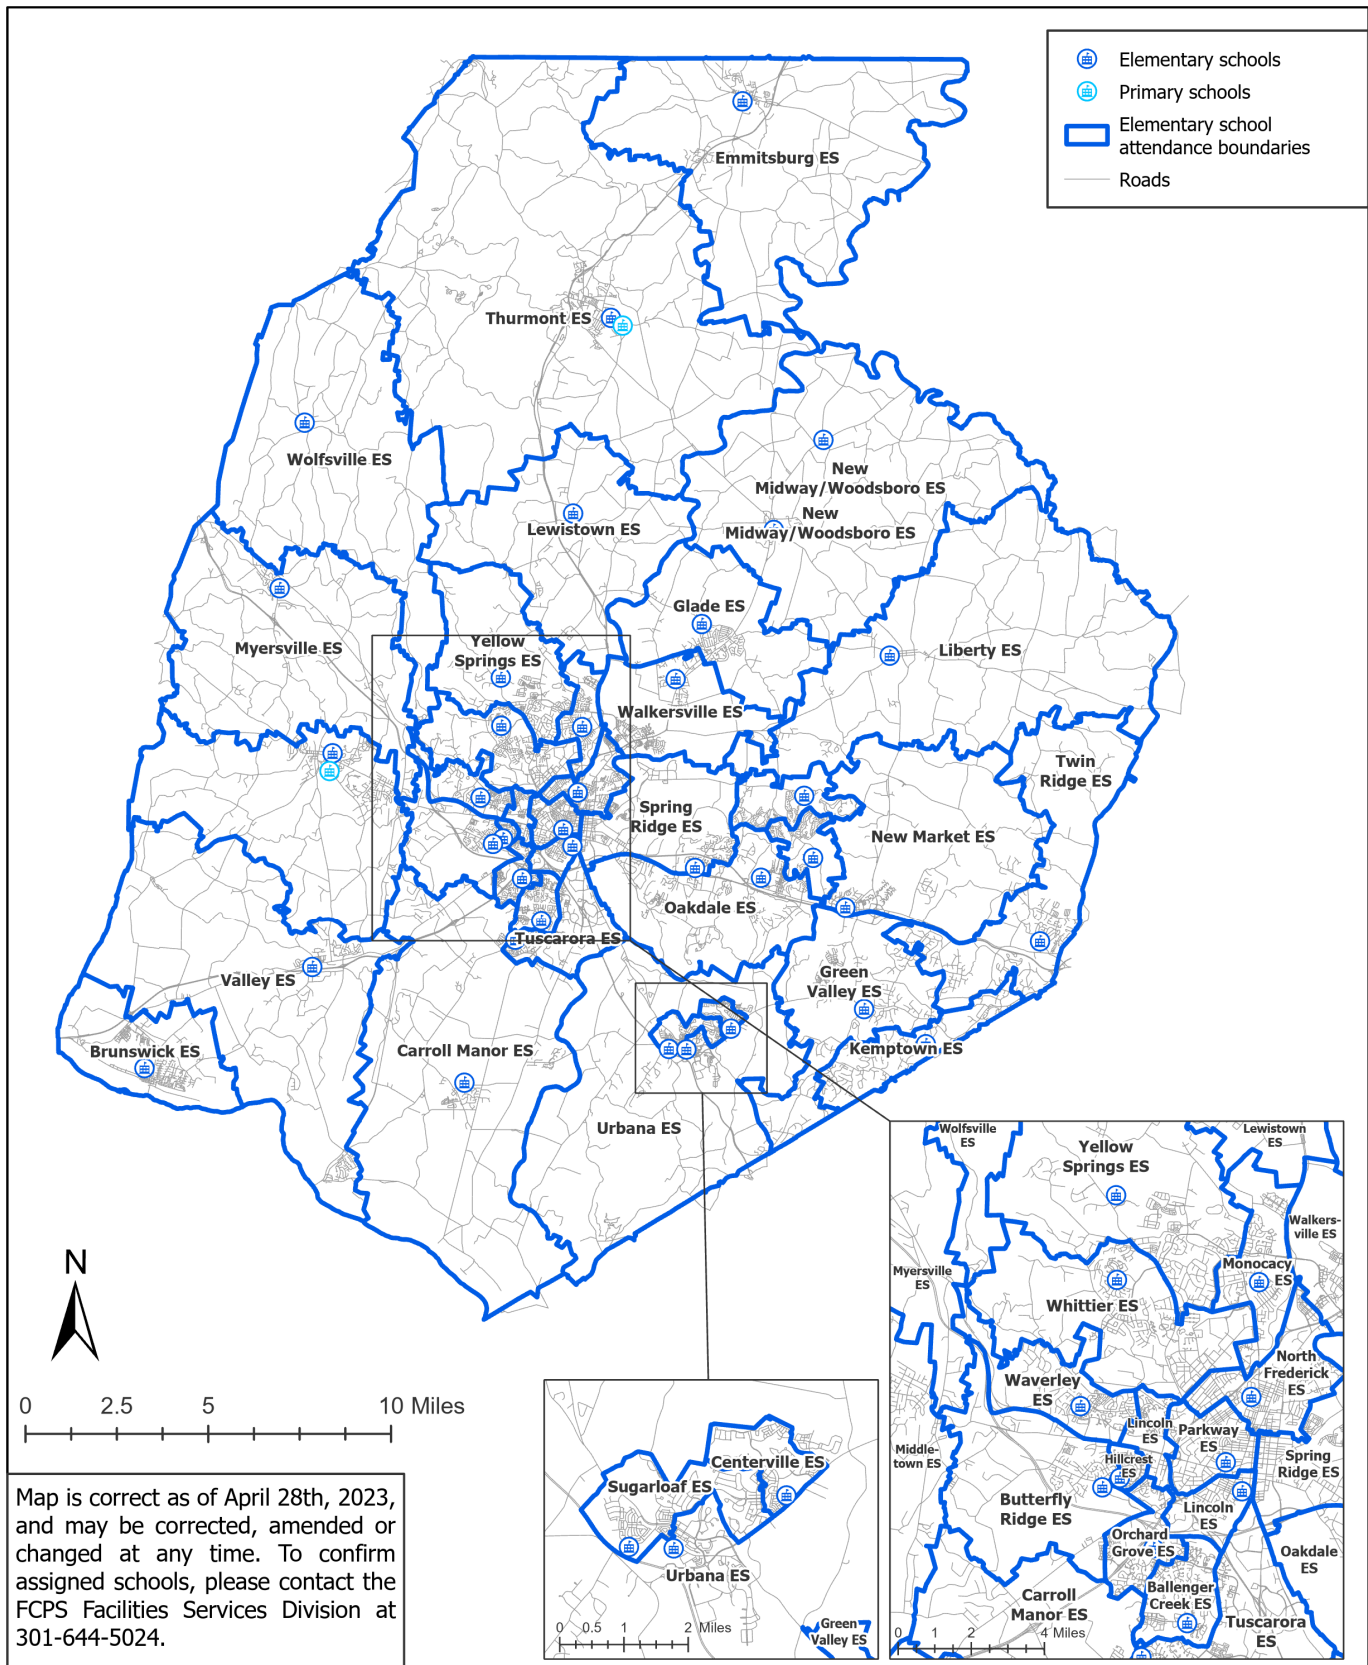 Elementary schools
Primary schools
Elementary school
attendance boundaries
Roads
Emmitsburg ES
Thurmont ES
Wolfsville ES
New
Midway/Woodsboro ES
New
Midway/Woodsboro ES
Lewistown ES
Glade ES
Myersville ES
Yellow
Springs ES
Liberty ES
Walkersville ES
Twin
Ridge ES
Spring
Ridge ES
New Market ES
Oakdale ES
Tuscarora ES
Valley ES
Green
Valley ES
Brunswick ES
Carroll Manor ES
Kemptown ES
Urbana ES
N
0
2.5
5
10 Miles
Map is correct as of April 28th, 2023,
and may be corrected, amended or
changed at any time. To confirm
assigned schools, please contact the
FCPS Facilities Services Division at
301-644-5024.
Centerville ES
Sugarloaf ES
Urbana ES
Green
Valley ES
0 0.5 1 2 Miles
Wolfsville
ES
Yellow
Springs ES
Lewistown
ES
Walkers-
ville ES
Myersville
ES
Monocacy
ES
Whittier ES
North
Frederick
ES
Waverley
ES
Lincoln
ES
Parkway
ES
Middle-
town ES
Hillcrest
ES
Spring
Ridge ES
Butterfly
Ridge ES
Lincoln
ES
Orchard
Grove ES
Oakdale
ES
Ballenger
Creek ES
Carroll
Manor ES
Tuscarora
ES
0 1 2 4 Miles